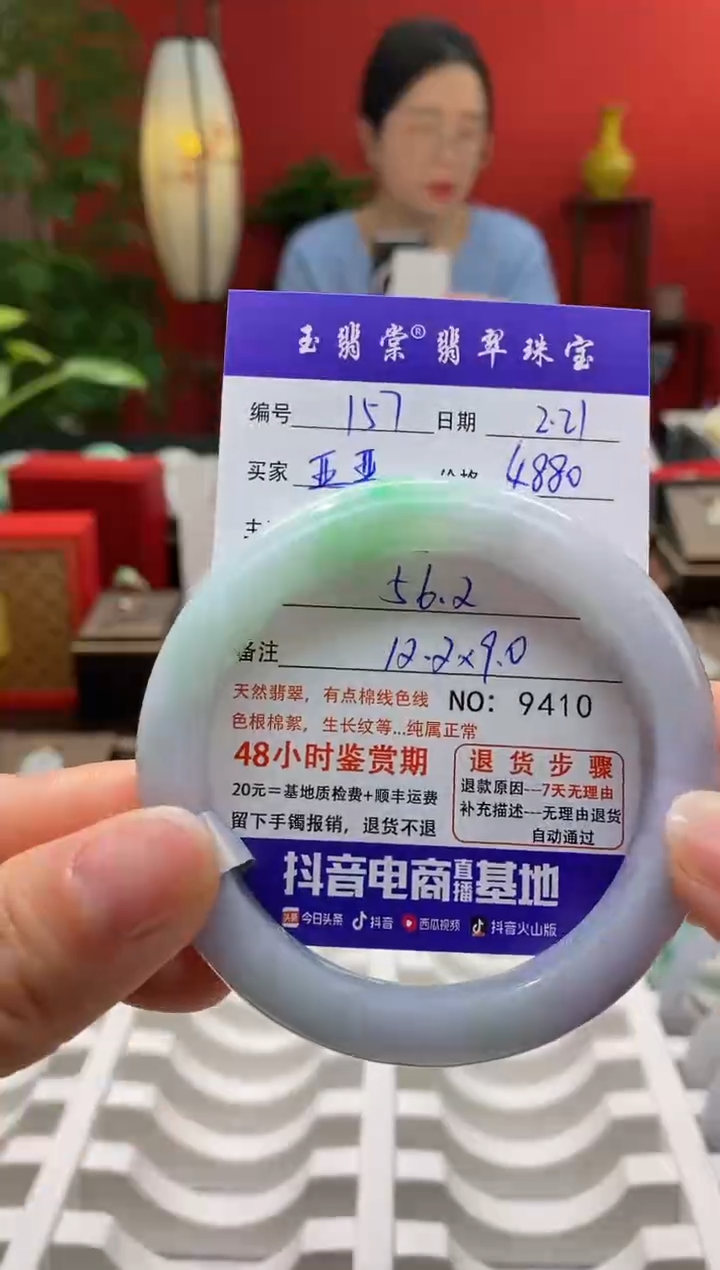 玉翡棠®翡翠珠宝
编号 157 日期 2.21
买家 亚亚 价格 4880
主
56.2
备注 12.2x9.0
天然翡翠，有点棉线色线 NO: 9410
色根棉絮，生长纹等...纯属正常
48小时鉴赏期
20元＝基地质检费+顺丰运费
留下手镯报销，退货不退
退货步骤
退款原因---7天无理由
补充描述---无理由退货
自动通过
抖音电商直播基地
头条 今日头条 抖音 西瓜视频 抖音火山版